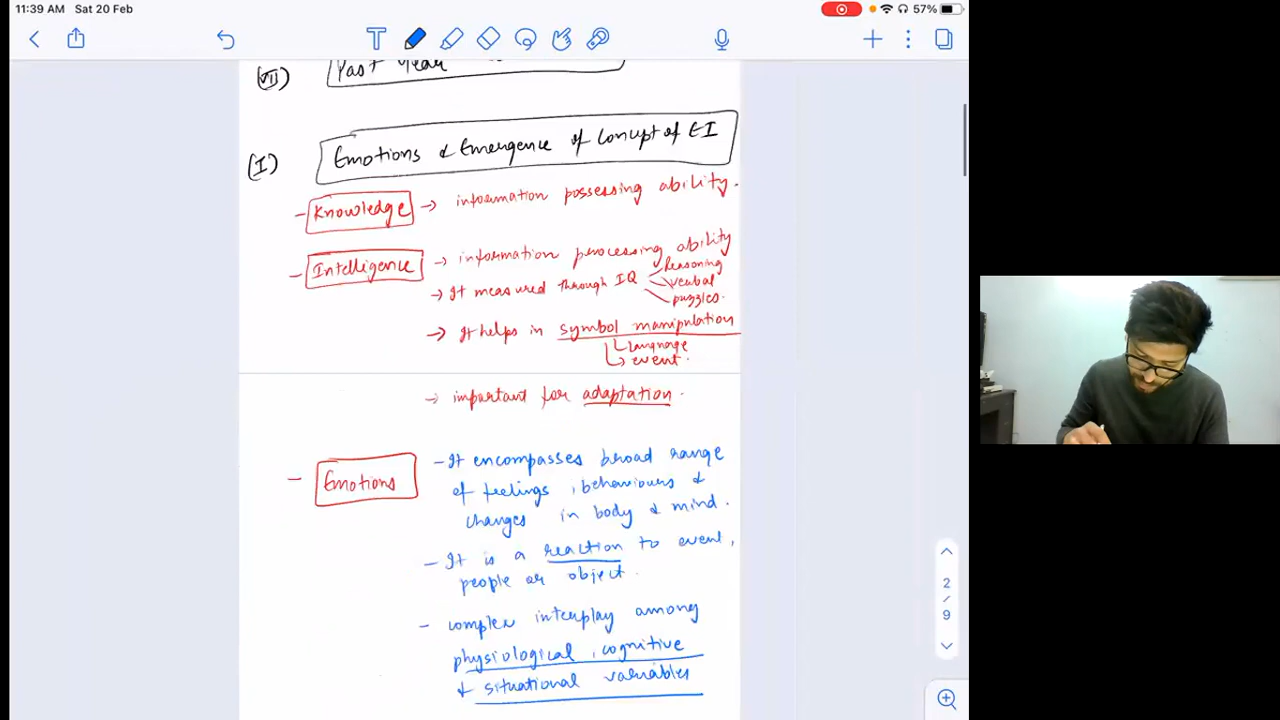 11:39 AM Sat 20 Feb
57%
(VII) Past Year
(I) Emotions & Emergence of Concept of EI
- Knowledge → information possessing ability.
- Intelligence → information processing ability
→ It measured through IQ
Reasoning
verbal
puzzles.
→ It helps in symbol manipulation
language
→ event.
→ important for adaptation.
- Emotions
- It encompasses broad range
of feelings, behaviours &
changes in body & mind.
- It is a reaction to event,
people or object.
- complex interplay among
physiological, cognitive
& situational variables
2
/
9